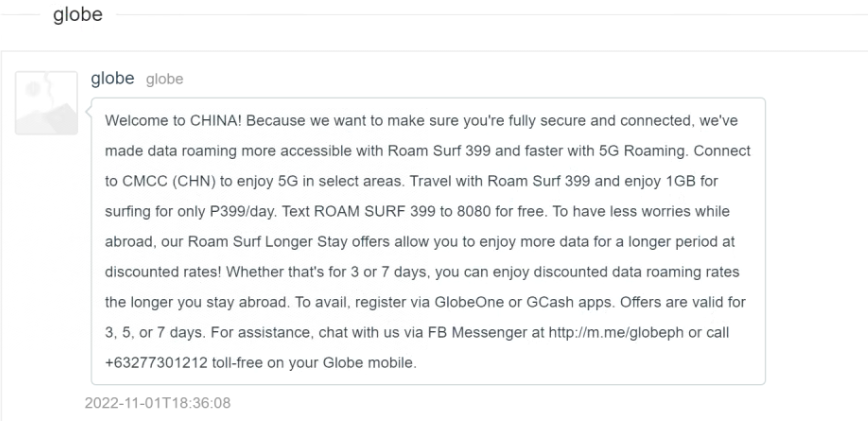 globe
globe globe
Welcome to CHINA! Because we want to make sure you're fully secure and connected, we've
made data roaming more accessible with Roam Surf 399 and faster with 5G Roaming. Connect
to CMCC (CHN) to enjoy 5G in select areas. Travel with Roam Surf 399 and enjoy 1GB for
surfing for only P399/day. Text ROAM SURF 399 to 8080 for free. To have less worries while
abroad, our Roam Surf Longer Stay offers allow you to enjoy more data for a longer period at
discounted rates! Whether that's for 3 or 7 days, you can enjoy discounted data roaming rates
the longer you stay abroad. To avail, register via GlobeOne or GCash apps. Offers are valid for
3, 5, or 7 days. For assistance, chat with us via FB Messenger at http://m.me/globeph or call
+63277301212 toll-free on your Globe mobile.
2022-11-01T18:36:08